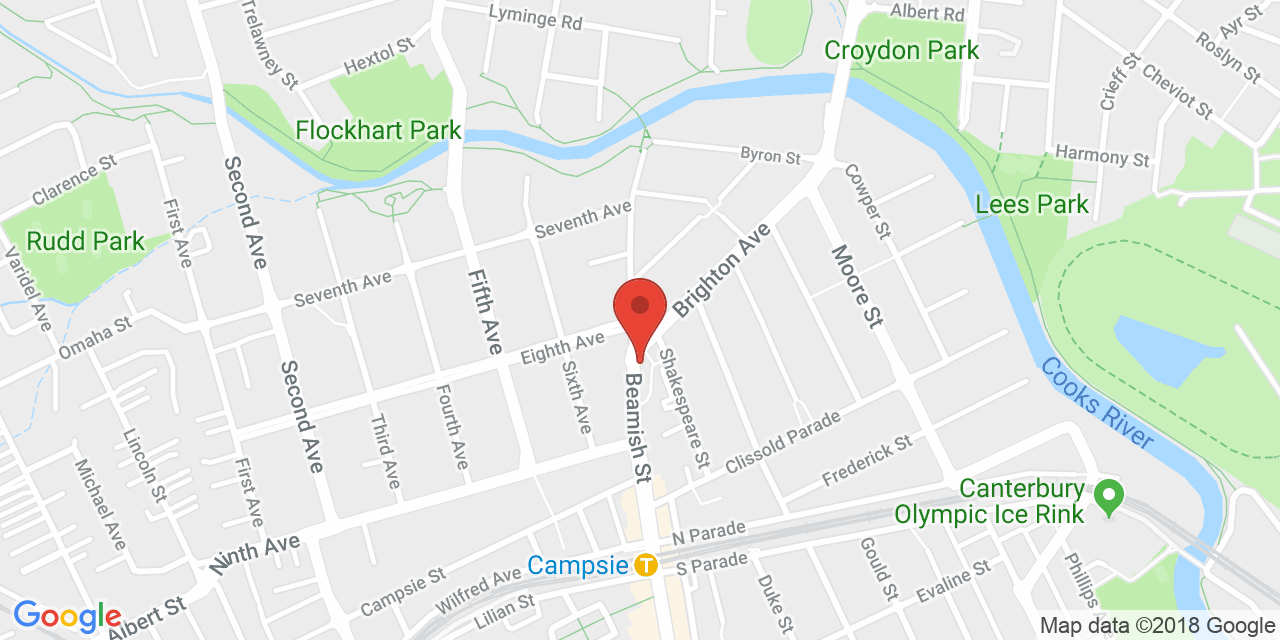 Lyminge Rd
Albert Rd
Ayr St
Roslyn St
Trelawney St
Hextol St
Croydon Park
Crieff St
Cheviot St
Flockhart Park
Byron St
Harmony St
Clarence St
Second Ave
First Ave
Cowper St
Lees Park
Rudd Park
Seventh Ave
Brighton Ave
Moore St
Varidel Ave
Seventh Ave
Fifth Ave
Omaha St
Eighth Ave
Second Ave
Sixth Ave
Beamish St
Shakespeare St
Cooks River
Fourth Ave
Third Ave
Clissold Parade
Frederick St
Lincoln St
Michael Ave
First Ave
Canterbury
Olympic Ice Rink
Ninth Ave
N Parade
Campsie
T
S Parade
Campsie St
Wilfred Ave
Lilian St
Duke St
Gould St
Evaline St
Phillips A
Albert St
Google
Map data ©2018 Google